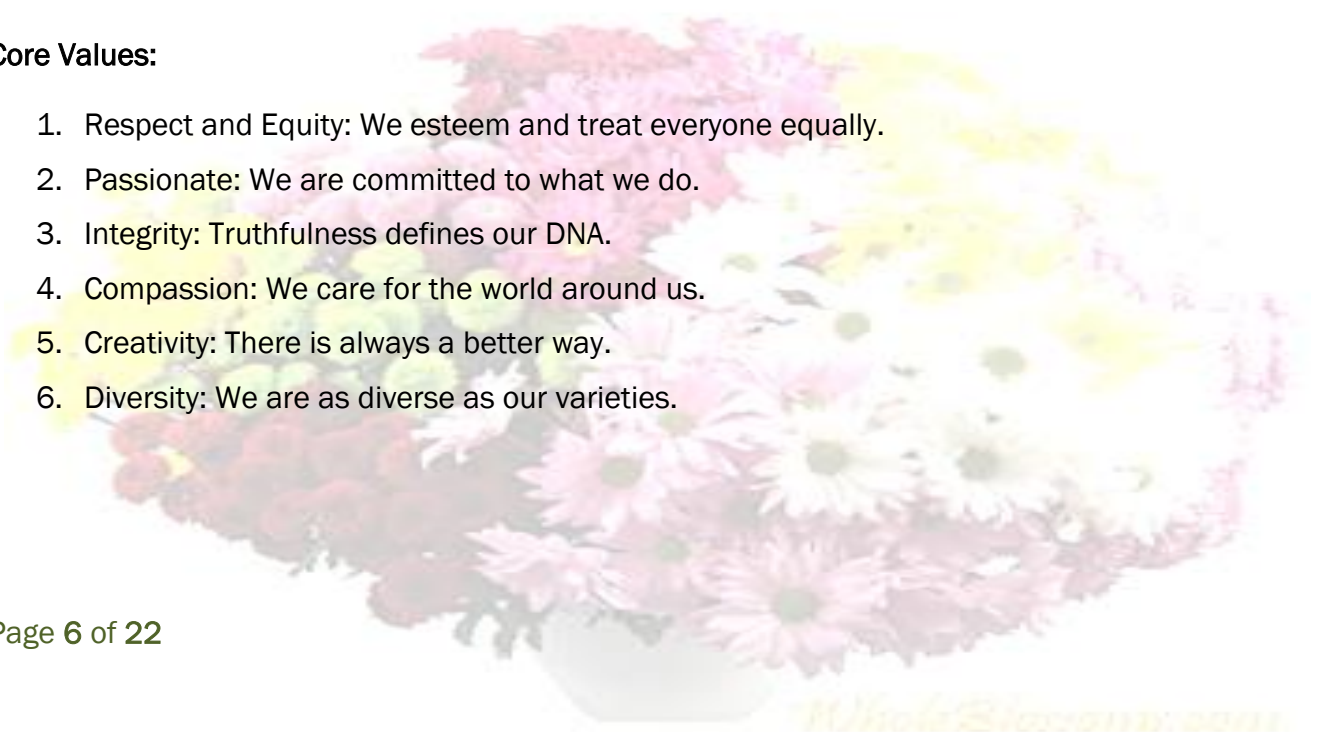 Core Values:
1. Respect and Equity: We esteem and treat everyone equally.
2. Passionate: We are committed to what we do.
3. Integrity: Truthfulness defines our DNA.
4. Compassion: We care for the world around us.
5. Creativity: There is always a better way.
6. Diversity: We are as diverse as our varieties.
Page 6 of 22
WholeBlossoms.com